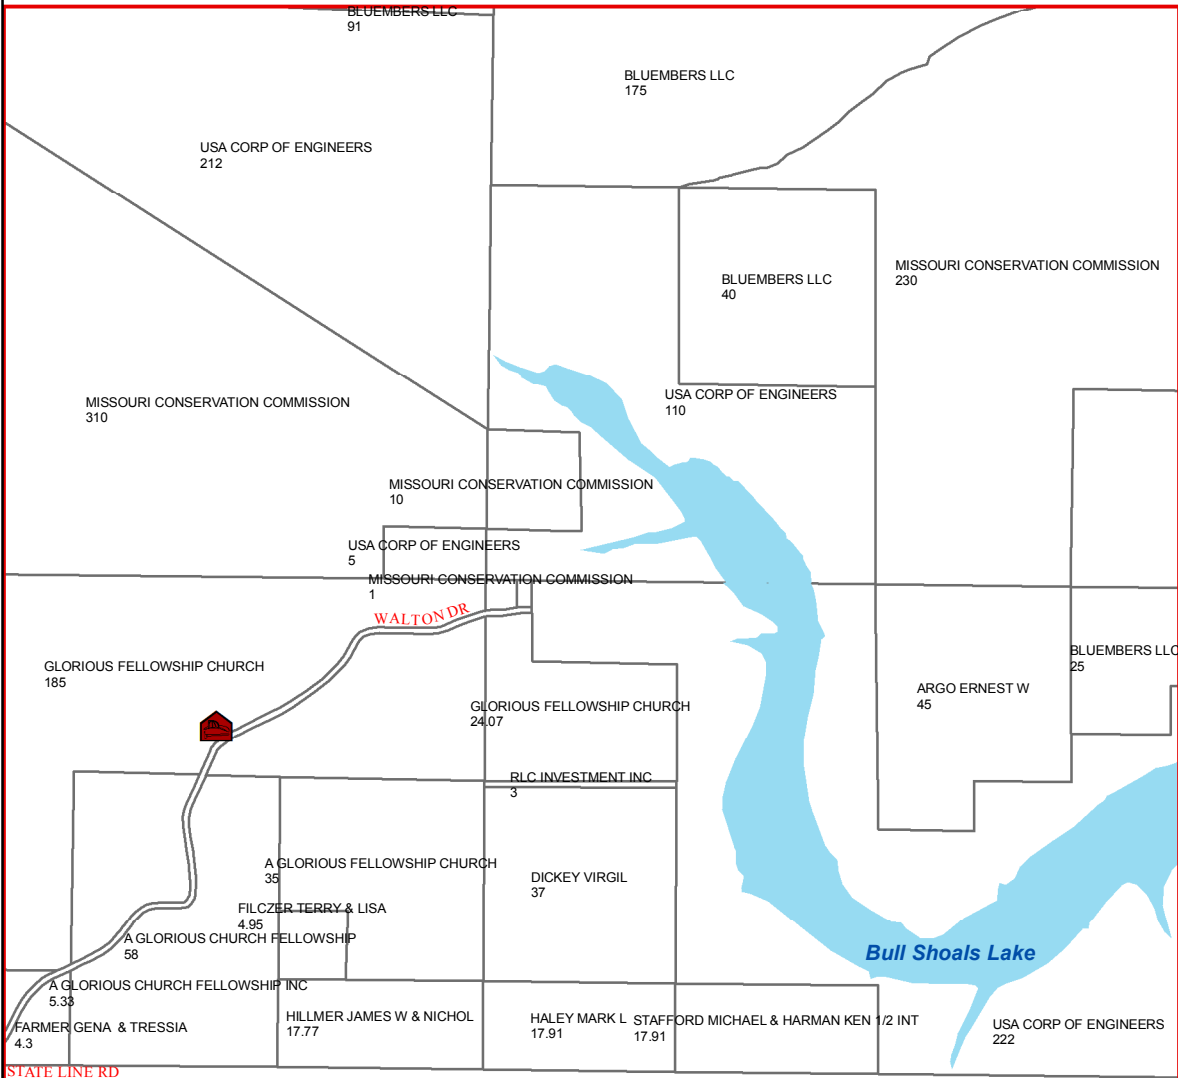 BLUEMBERS LLC
91
BLUEMBERS LLC
175
USA CORP OF ENGINEERS
212
MISSOURI CONSERVATION COMMISSION
230
BLUEMBERS LLC
40
USA CORP OF ENGINEERS
110
MISSOURI CONSERVATION COMMISSION
310
MISSOURI CONSERVATION COMMISSION
10
USA CORP OF ENGINEERS
5
MISSOURI CONSERVATION COMMISSION
1
WALTON DR
GLORIOUS FELLOWSHIP CHURCH
185
BLUEMBERS LLC
25
ARGO ERNEST W
45
GLORIOUS FELLOWSHIP CHURCH
24.07
RLC INVESTMENT INC
3
A GLORIOUS FELLOWSHIP CHURCH
35
DICKEY VIRGIL
37
FILCZER TERRY & LISA
4.95
A GLORIOUS CHURCH FELLOWSHIP
58
Bull Shoals Lake
A GLORIOUS CHURCH FELLOWSHIP INC
5.33
HILLMER JAMES W & NICHOL
17.77
HALEY MARK L
17.91
STAFFORD MICHAEL & HARMAN KEN 1/2 INT
17.91
USA CORP OF ENGINEERS
222
FARMER GENA & TRESSIA
4.3
STATE LINE RD